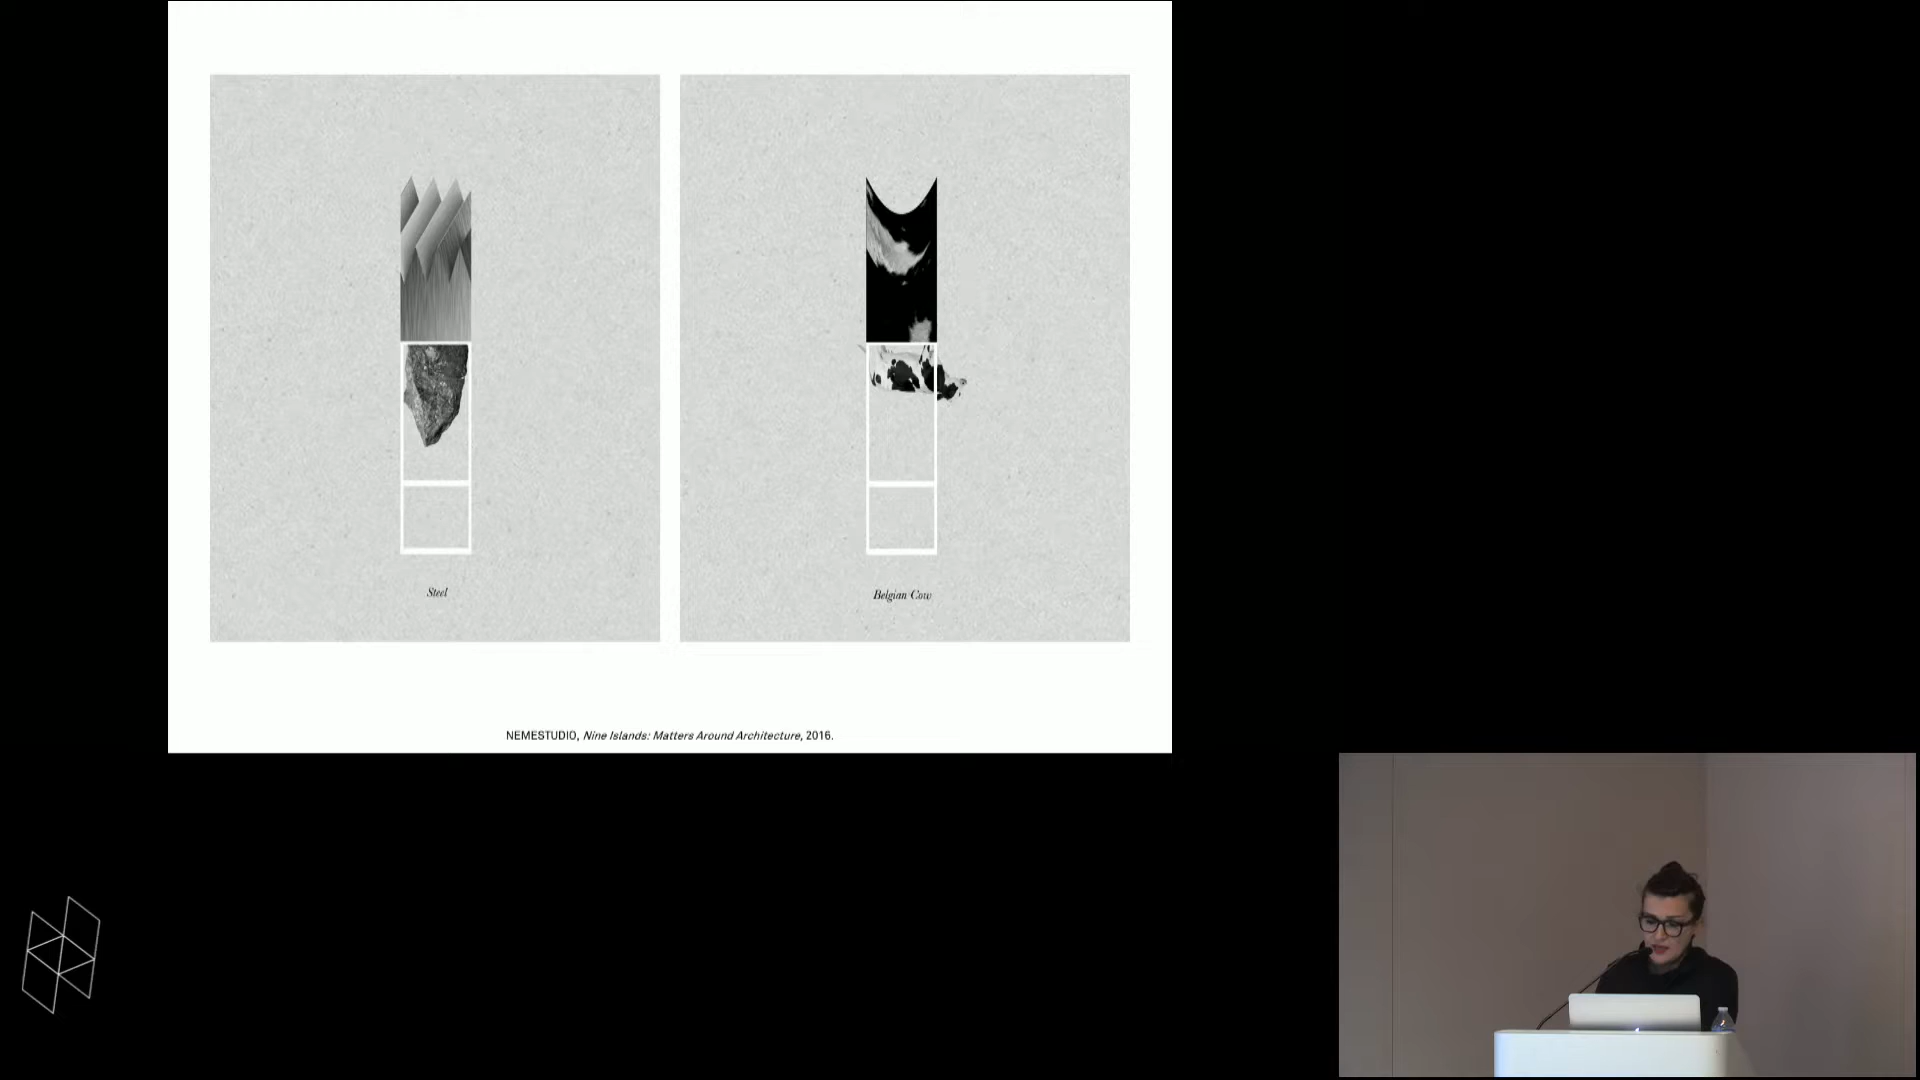 Steel
Belgian Cow
NEMESTUDIO, Nine Islands: Matters Around Architecture, 2016.